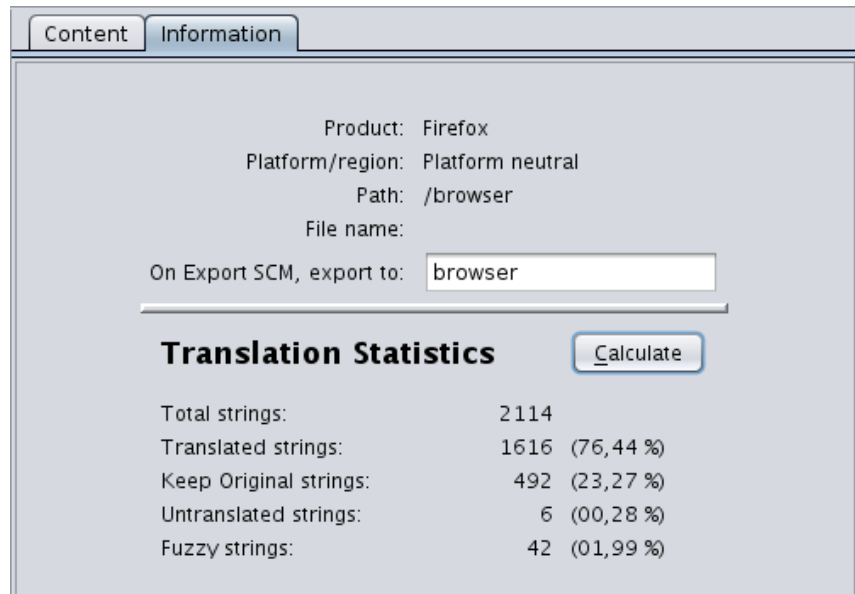 Content Information
Product: Firefox
Platform/region: Platform neutral
Path: /browser
File name:
On Export SCM, export to: browser
Translation Statistics Calculate
Total strings: 2114
Translated strings: 1616 (76,44 %)
Keep Original strings: 492 (23,27 %)
Untranslated strings: 6 (00,28 %)
Fuzzy strings: 42 (01,99 %)